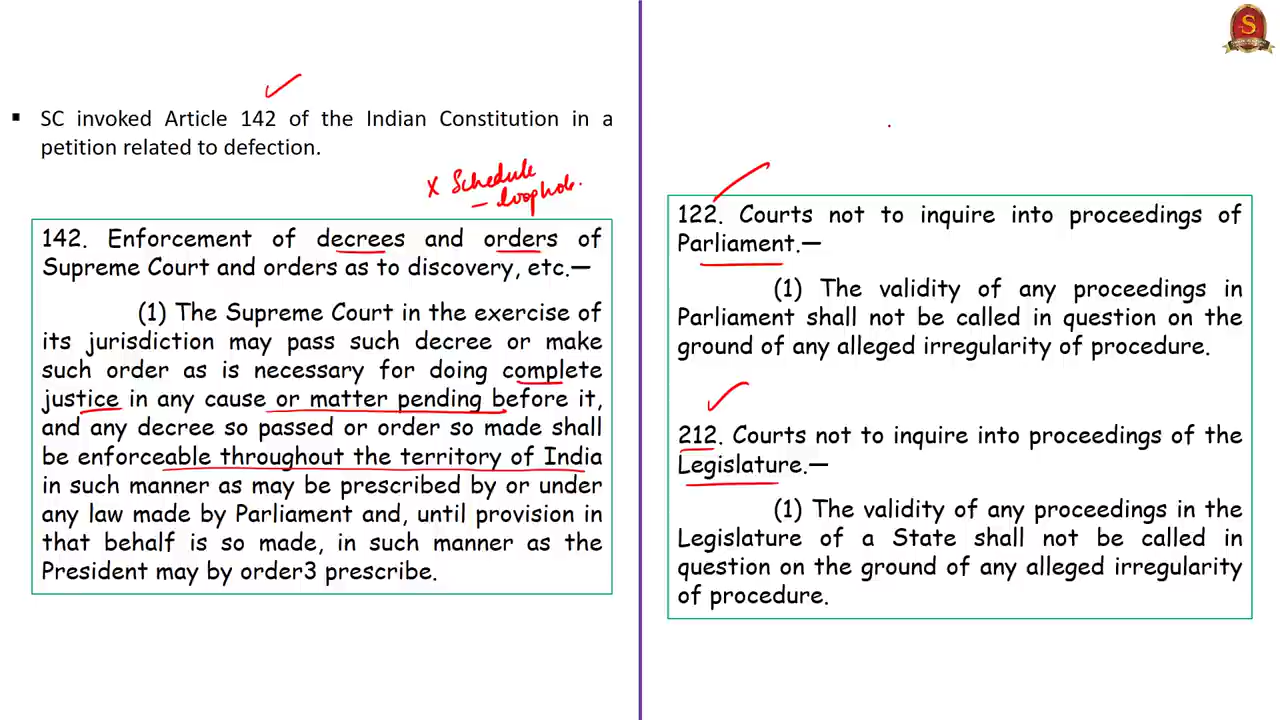 ▪ SC invoked Article 142 of the Indian Constitution in a
petition related to defection.
X Schedule
– loophole.
142. Enforcement of decrees and orders of
Supreme Court and orders as to discovery, etc.—
(1) The Supreme Court in the exercise of
its jurisdiction may pass such decree or make
such order as is necessary for doing complete
justice in any cause or matter pending before it,
and any decree so passed or order so made shall
be enforceable throughout the territory of India
in such manner as may be prescribed by or under
any law made by Parliament and, until provision in
that behalf is so made, in such manner as the
President may by order3 prescribe.
S
122. Courts not to inquire into proceedings of
Parliament.—
(1) The validity of any proceedings in
Parliament shall not be called in question on the
ground of any alleged irregularity of procedure.
212. Courts not to inquire into proceedings of the
Legislature.—
(1) The validity of any proceedings in the
Legislature of a State shall not be called in
question on the ground of any alleged irregularity
of procedure.